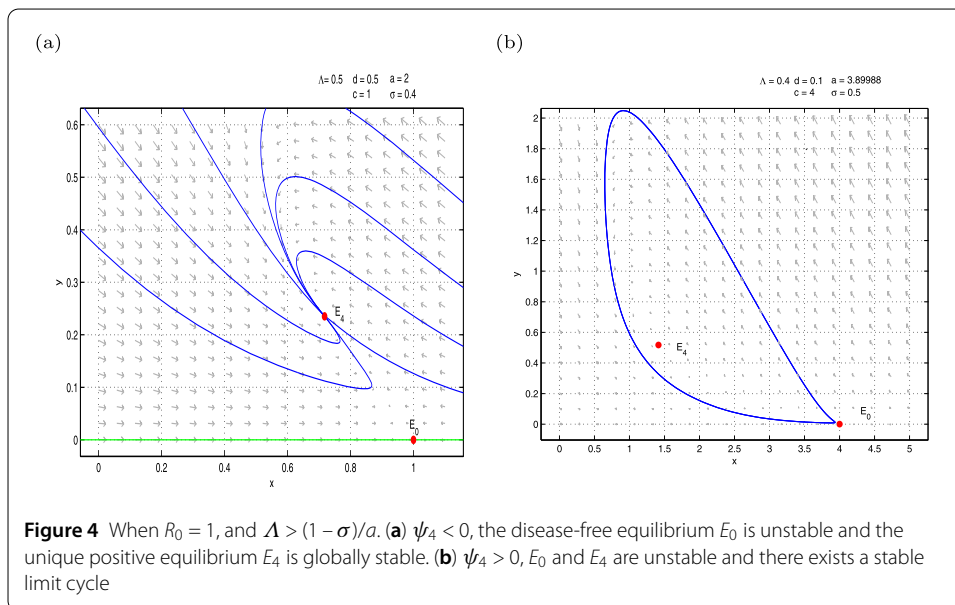 (a)
Λ= 0.5 d = 0.5 a = 2
c = 1 σ = 0.4
0.6
0.5
0.4
0.3
0.2
0.1
0
y
E4
E0
0 0.2 0.4 0.6 0.8 1
x
(b)
Λ = 0.4 d = 0.1 a = 3.89988
c = 4 σ = 0.5
2
1.8
1.6
1.4
1.2
1
0.8
0.6
0.4
0.2
0
y
E4
E0
0 0.5 1 1.5 2 2.5 3 3.5 4 4.5 5
x
Figure 4 When R0 = 1, and Λ > (1 – σ)/a. (a) ψ4 < 0, the disease-free equilibrium E0 is unstable and the
unique positive equilibrium E4 is globally stable. (b) ψ4 > 0, E0 and E4 are unstable and there exists a stable
limit cycle